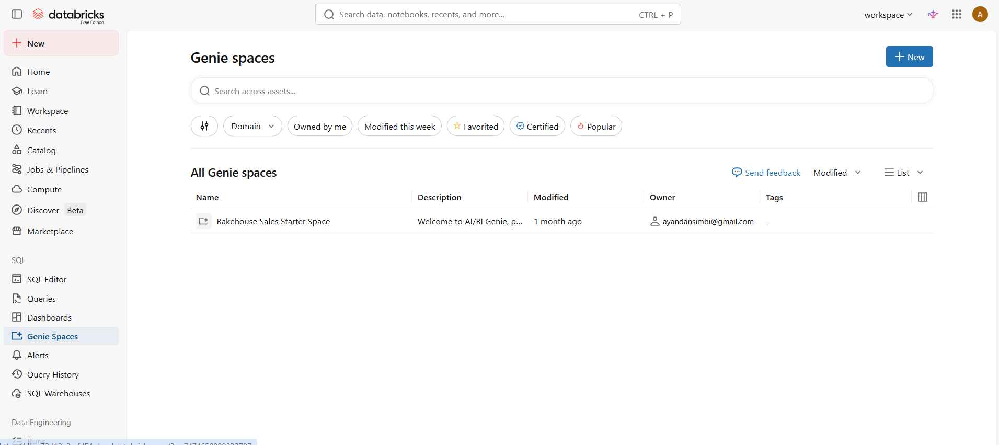 databricks
Free Edition
Search data, notebooks, recents, and more...
CTRL + P
workspace
A
New
Home
Learn
Workspace
Recents
Catalog
Jobs & Pipelines
Compute
Discover Beta
Marketplace
SQL
SQL Editor
Queries
Dashboards
Genie Spaces
Alerts
Query History
SQL Warehouses
Data Engineering
Runs
Genie spaces
New
Search across assets...
Domain Owned by me Modified this week Favorited Certified Popular
All Genie spaces
Send feedback Modified List
Name Description Modified Owner Tags
Bakehouse Sales Starter Space Welcome to AI/BI Genie, p... 1 month ago ayandansimbi@gmail.com -